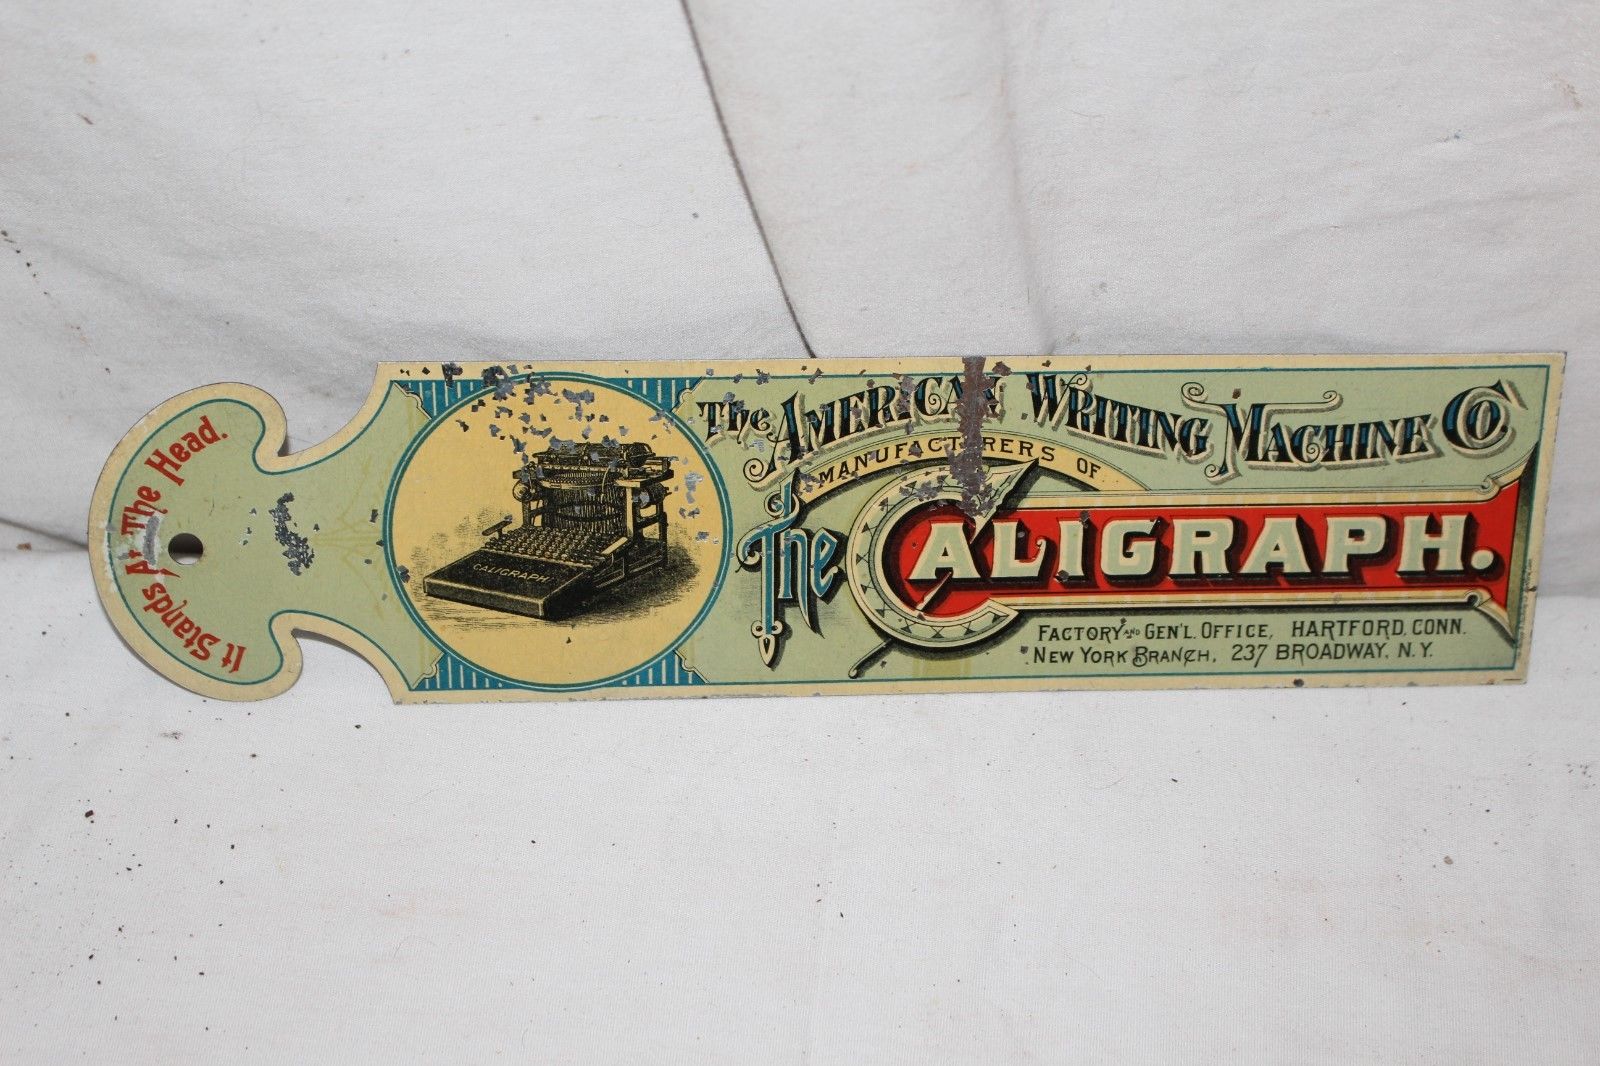 It Stands At The Head.
CALIGRAPH
The American Writing Machine Co.
MANUFACTURERS OF
The CALIGRAPH.
FACTORY AND GEN'L. OFFICE, HARTFORD, CONN.
NEW YORK BRANCH, 237 BROADWAY, N.Y.